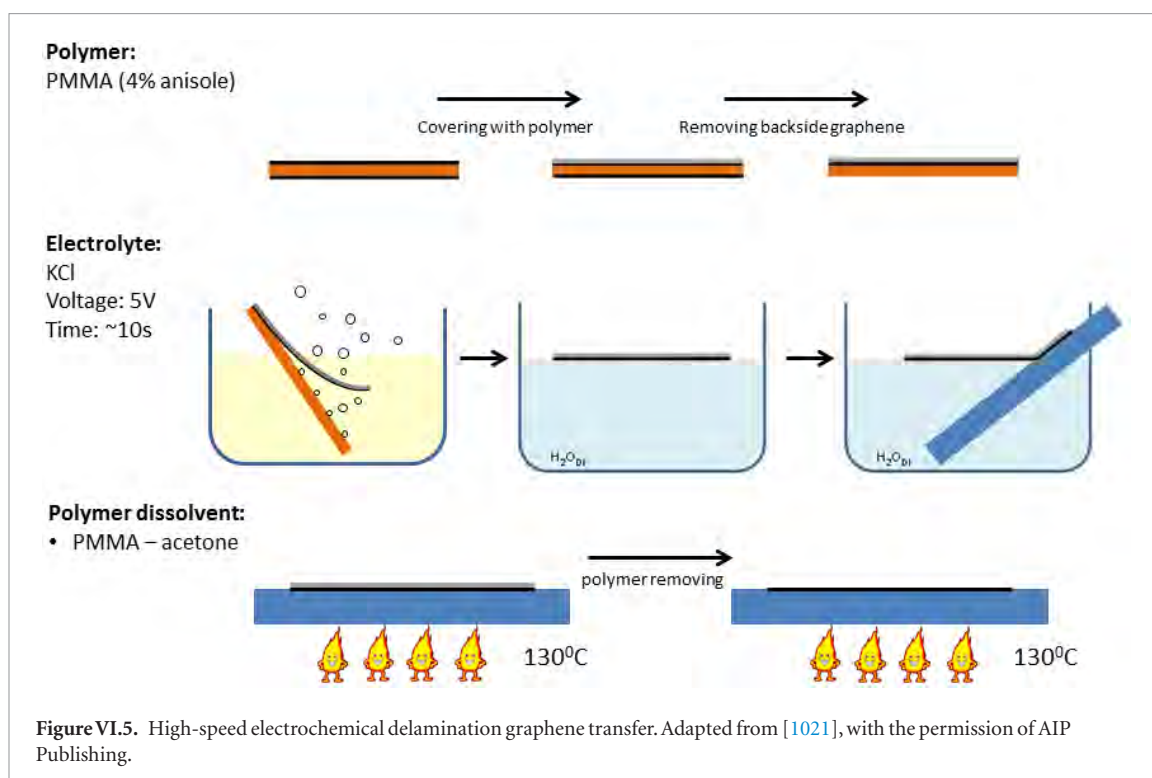 Polymer:
PMMA (4% anisole)
Covering with polymer
Removing backside graphene
Electrolyte:
KCl
Voltage: 5V
Time: ~10s
H₂O_DI
H₂O_DI
Polymer dissolvent:
• PMMA – acetone
polymer removing
130⁰C
130⁰C
Figure VI.5. High-speed electrochemical delamination graphene transfer. Adapted from [1021], with the permission of AIP
Publishing.